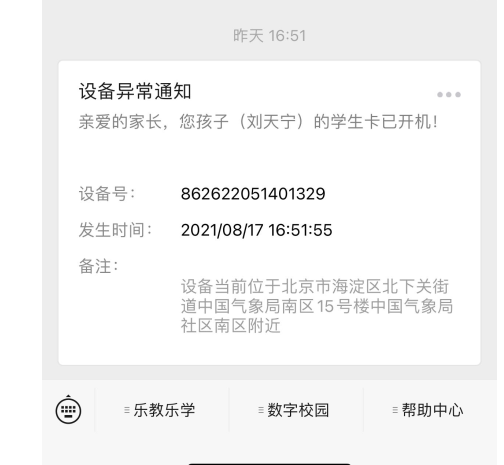 昨天 16:51
设备异常通知
亲爱的家长，您孩子（刘天宁）的学生卡已开机！
设备号： 862622051401329
发生时间： 2021/08/17 16:51:55
备注：
设备当前位于北京市海淀区北下关街
道中国气象局南区15号楼中国气象局
社区南区附近
乐教乐学 数字校园 帮助中心